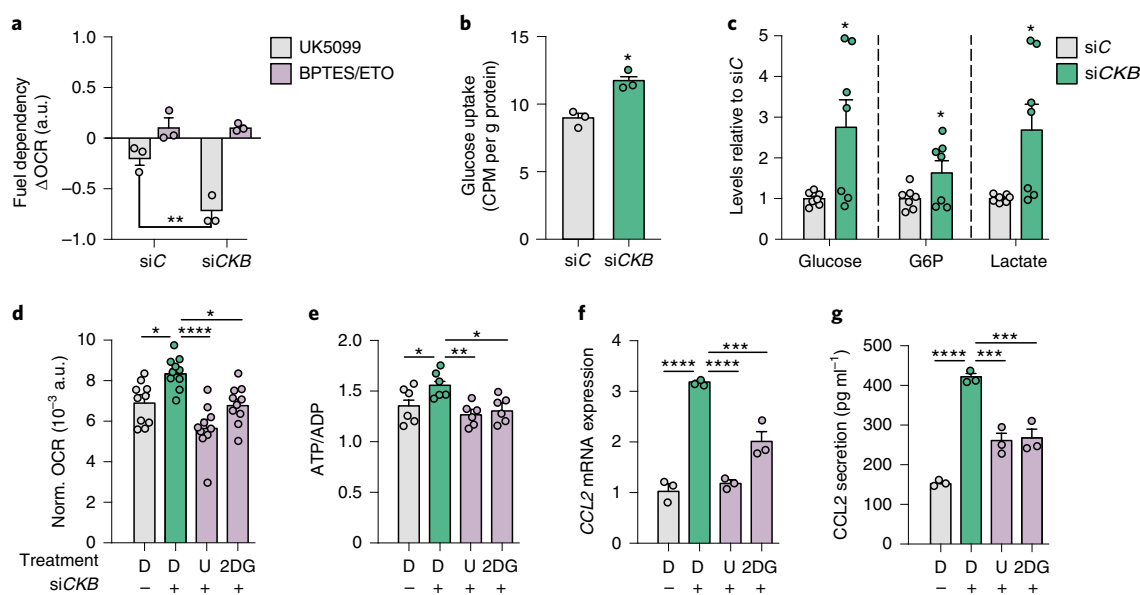 a
Fuel dependency
ΔOCR (a.u.)
1.0
0.5
0
–0.5
–1.0
**
siC
siCKB
UK5099
BPTES/ETO
b
Glucose uptake
(CPM per g protein)
15
10
5
0
*
siC
siCKB
c
Levels relative to siC
5
4
3
2
1
0
*
*
*
Glucose
G6P
Lactate
siC
siCKB
d
Norm. OCR (10⁻³ a.u.)
10
8
6
4
2
0
*
* ****
Treatment D D U 2DG
siCKB – + + +
e
ATP/ADP
2.0
1.5
1.0
0.5
0
*
* **
D D U 2DG
– + + +
f
CCL2 mRNA expression
4
3
2
1
0
***
**** ****
D D U 2DG
– + + +
g
CCL2 secretion (pg ml⁻¹)
500
400
300
200
100
0
***
**** ***
D D U 2DG
– + + +